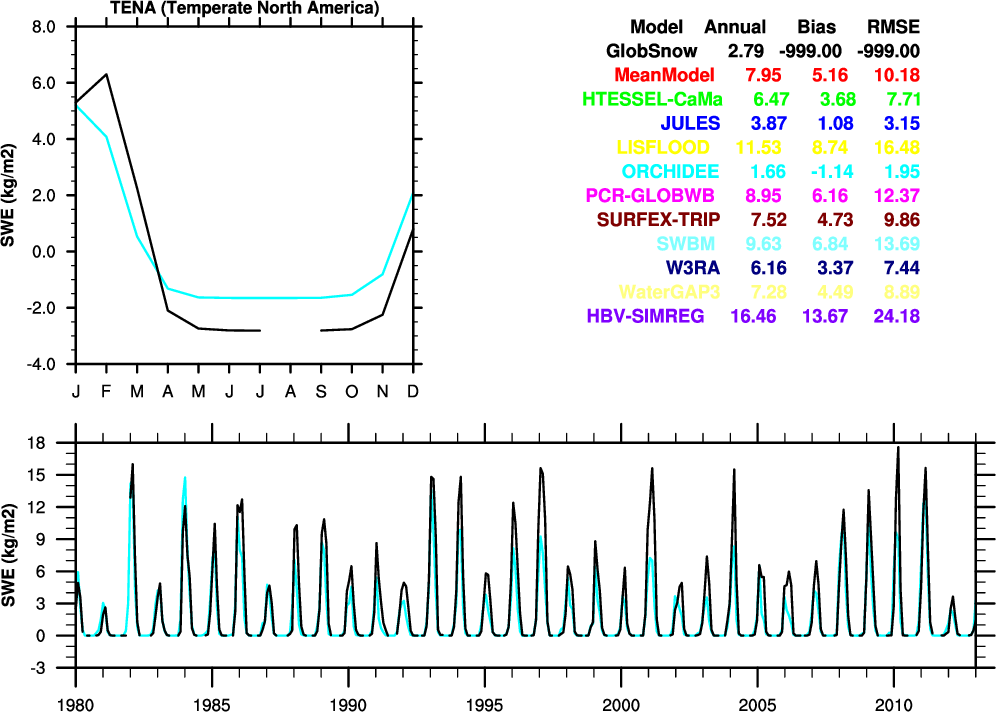 TENA (Temperate North America)
8.0
6.0
4.0
2.0
0.0
-2.0
-4.0
SWE (kg/m2)
J F M A M J J A S O N D
Model Annual Bias RMSE
GlobSnow 2.79 -999.00 -999.00
MeanModel 7.95 5.16 10.18
HTESSEL-CaMa 6.47 3.68 7.71
JULES 3.87 1.08 3.15
LISFLOOD 11.53 8.74 16.48
ORCHIDEE 1.66 -1.14 1.95
PCR-GLOBWB 8.95 6.16 12.37
SURFEX-TRIP 7.52 4.73 9.86
SWBM 9.63 6.84 13.69
W3RA 6.16 3.37 7.44
WaterGAP3 7.28 4.49 8.89
HBV-SIMREG 16.46 13.67 24.18
18
15
12
9
6
3
0
-3
SWE (kg/m2)
1980 1985 1990 1995 2000 2005 2010